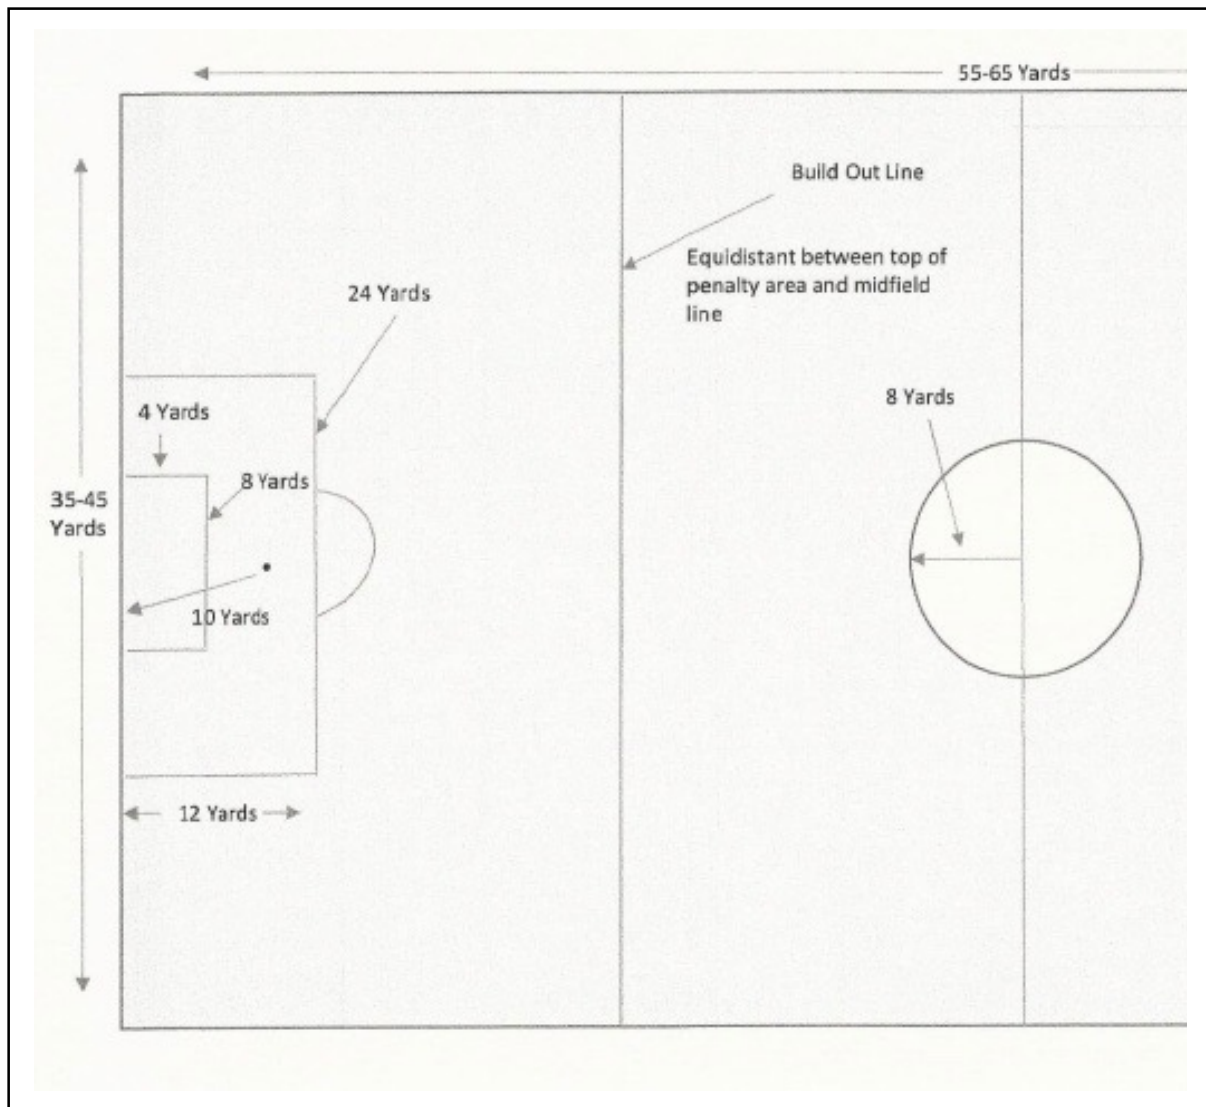 55-65 Yards
Build Out Line
Equidistant between top of
penalty area and midfield
line
24 Yards
8 Yards
4 Yards
8 Yards
35-45
Yards
10 Yards
12 Yards